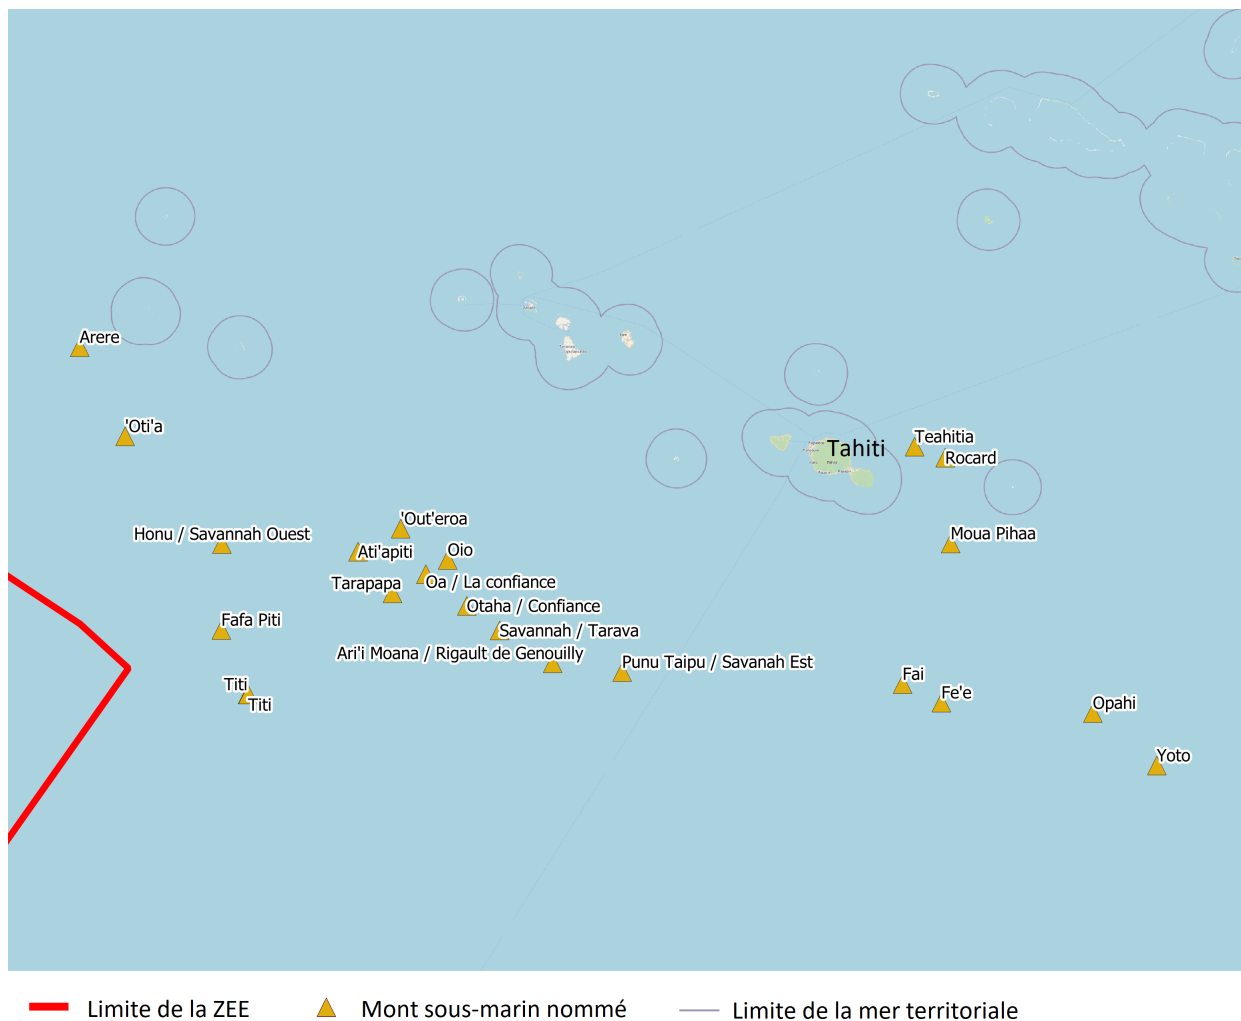 Arere
'Oti'a
Tahiti
Teahitia
Rocard
'Out'eroa
Honu / Savannah Ouest
Moua Pihaa
Ati'apiti
Oio
Tarapapa
Oa / La confiance
Otaha / Confiance
Fafa Piti
Savannah / Tarava
Ari'i Moana / Rigault de Genouilly
Punu Taipu / Savanah Est
Fai
Titi
Fe'e
Titi
Opahi
Yoto
Limite de la ZEE
Mont sous-marin nommé
Limite de la mer territoriale